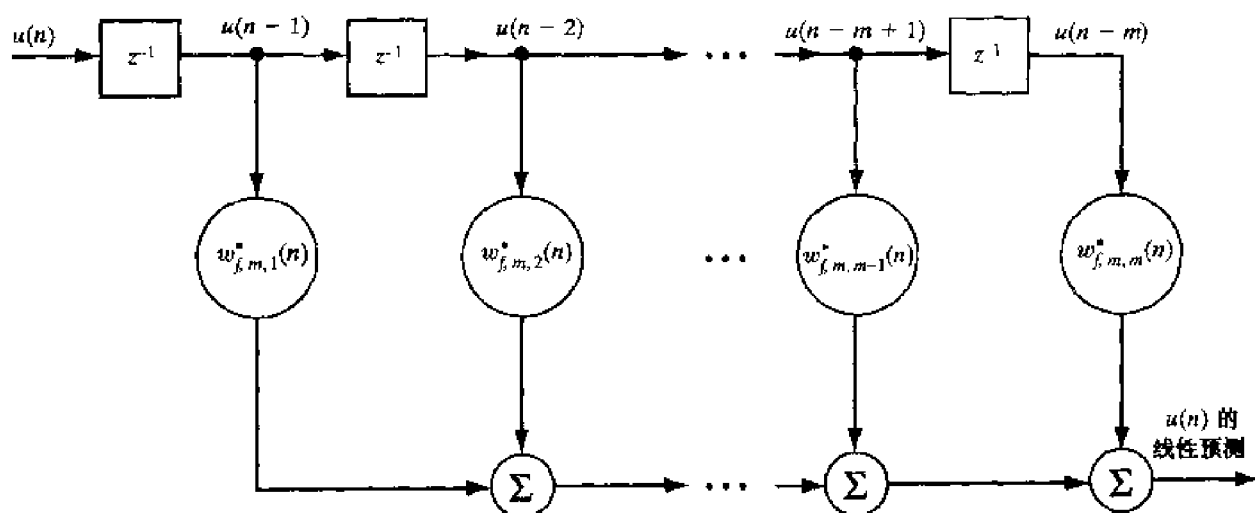 u(n) u(n − 1) u(n − 2) u(n − m + 1) u(n − m)
z⁻¹ z⁻¹ ··· z⁻¹
w*f,m,1(n) w*f,m,2(n) ··· w*f,m,m−1(n) w*f,m,m(n)
u(n) 的
线性预测
Σ ··· Σ Σ